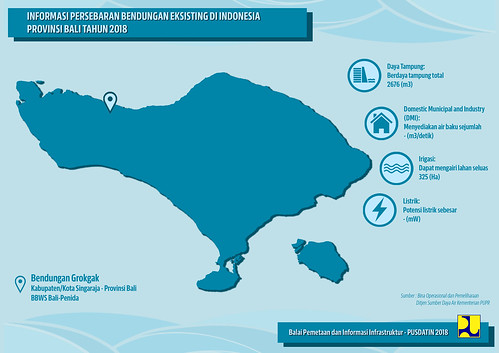 INFORMASI PERSEBARAN BENDUNGAN EKSISTING DI INDONESIA
PROVINSI BALI TAHUN 2018
Daya Tampung:
Berdaya tampung total
2676 (m3)
Domestic Municipal and Industry
(DMI):
Menyediakan air baku sejumlah
- (m3/detik)
Irigasi:
Dapat mengairi lahan seluas
325 (Ha)
Listrik:
Potensi listrik sebesar
- (mW)
Bendungan Grokgak
Kabupaten/Kota Singaraja - Provinsi Bali
BBWS Bali-Penida
Sumber : Bina Operasional dan Pemeliharaan
Ditjen Sumber Daya Air Kementerian PUPR
Balai Pemetaan dan Informasi Infrastruktur - PUSDATIN 2018